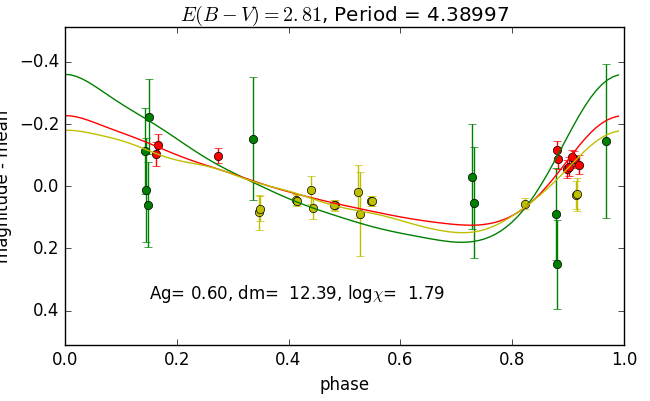 E(B − V) = 2.81, Period = 4.38997
−0.4
−0.2
0.0
0.2
0.4
magnitude - mean
Ag= 0.60, dm= 12.39, logχ= 1.79
0.0 0.2 0.4 0.6 0.8 1.0
phase